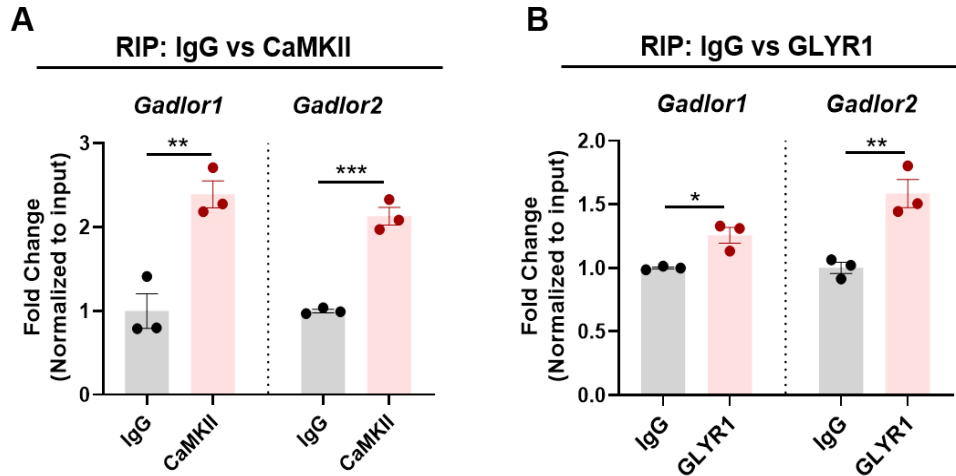 A
RIP: IgG vs CaMKII
Gadlor1
Gadlor2
Fold Change
(Normalized to input)
3
2
1
0
**
***
IgG
CaMKII
IgG
CaMKII
B
RIP: IgG vs GLYR1
Gadlor1
Gadlor2
Fold Change
(Normalized to input)
2.0
1.5
1.0
0.5
0.0
*
**
IgG
GLYR1
IgG
GLYR1